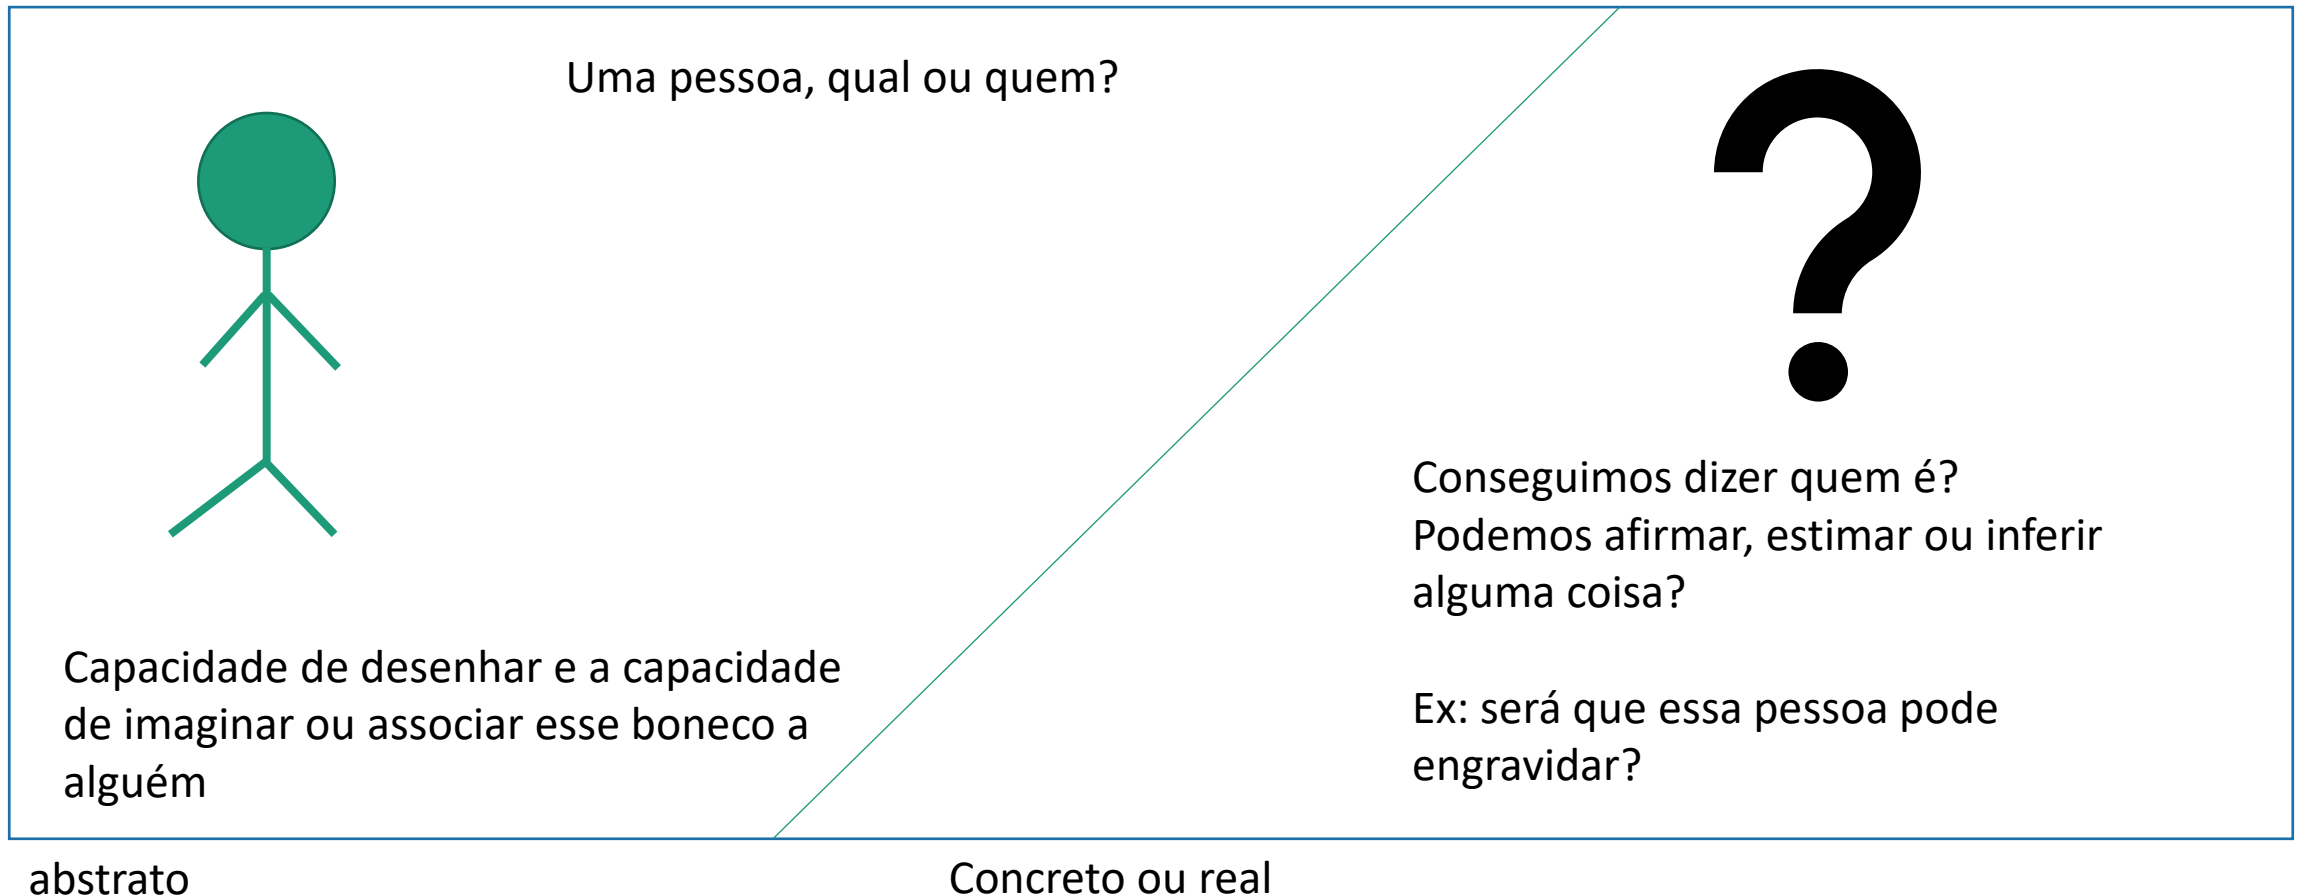 Uma pessoa, qual ou quem?
Capacidade de desenhar e a capacidade
de imaginar ou associar esse boneco a
alguém
?
Conseguimos dizer quem é?
Podemos afirmar, estimar ou inferir
alguma coisa?
Ex: será que essa pessoa pode
engravidar?
abstrato
Concreto ou real